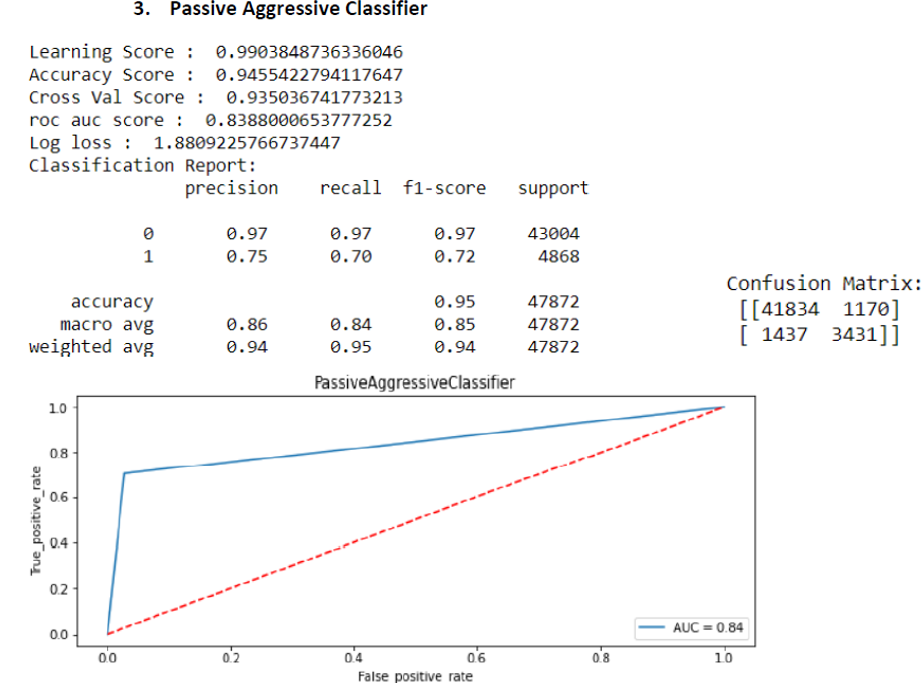 3. Passive Aggressive Classifier
Learning Score : 0.9903848736336046
Accuracy Score : 0.9455422794117647
Cross Val Score : 0.935036741773213
roc auc score : 0.8388000653777252
Log loss : 1.8809225766737447
Classification Report:
precision recall f1-score support
0 0.97 0.97 0.97 43004
1 0.75 0.70 0.72 4868
accuracy 0.95 47872
macro avg 0.86 0.84 0.85 47872
weighted avg 0.94 0.95 0.94 47872
Confusion Matrix:
[[41834 1170]
[ 1437 3431]]
PassiveAggressiveClassifier
1.0
0.8
0.6
0.4
0.2
0.0
True_positive_rate
AUC = 0.84
0.0 0.2 0.4 0.6 0.8 1.0
False positive rate